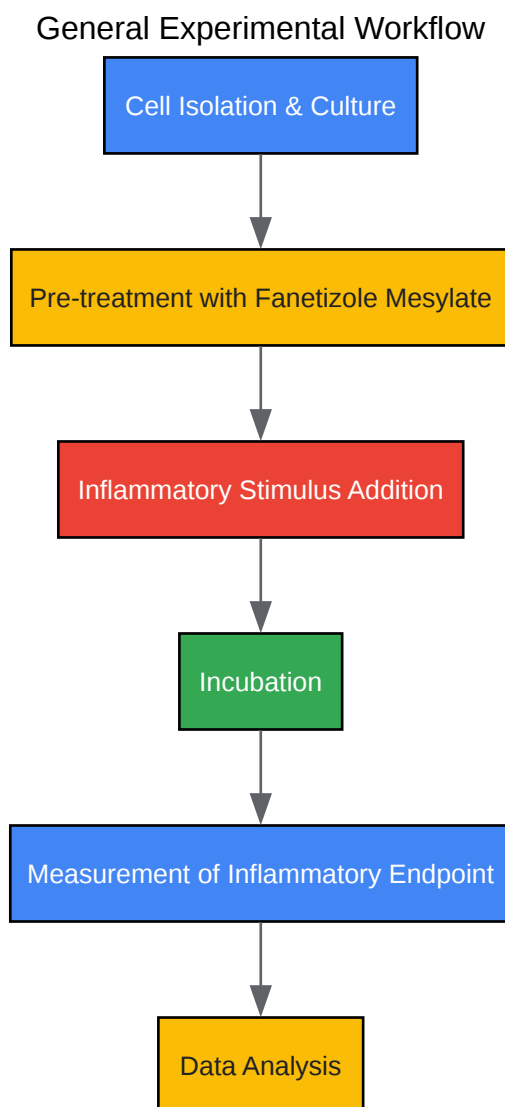 General Experimental Workflow
Cell Isolation & Culture
Pre-treatment with Fanetizole Mesylate
Inflammatory Stimulus Addition
Incubation
Measurement of Inflammatory Endpoint
Data Analysis